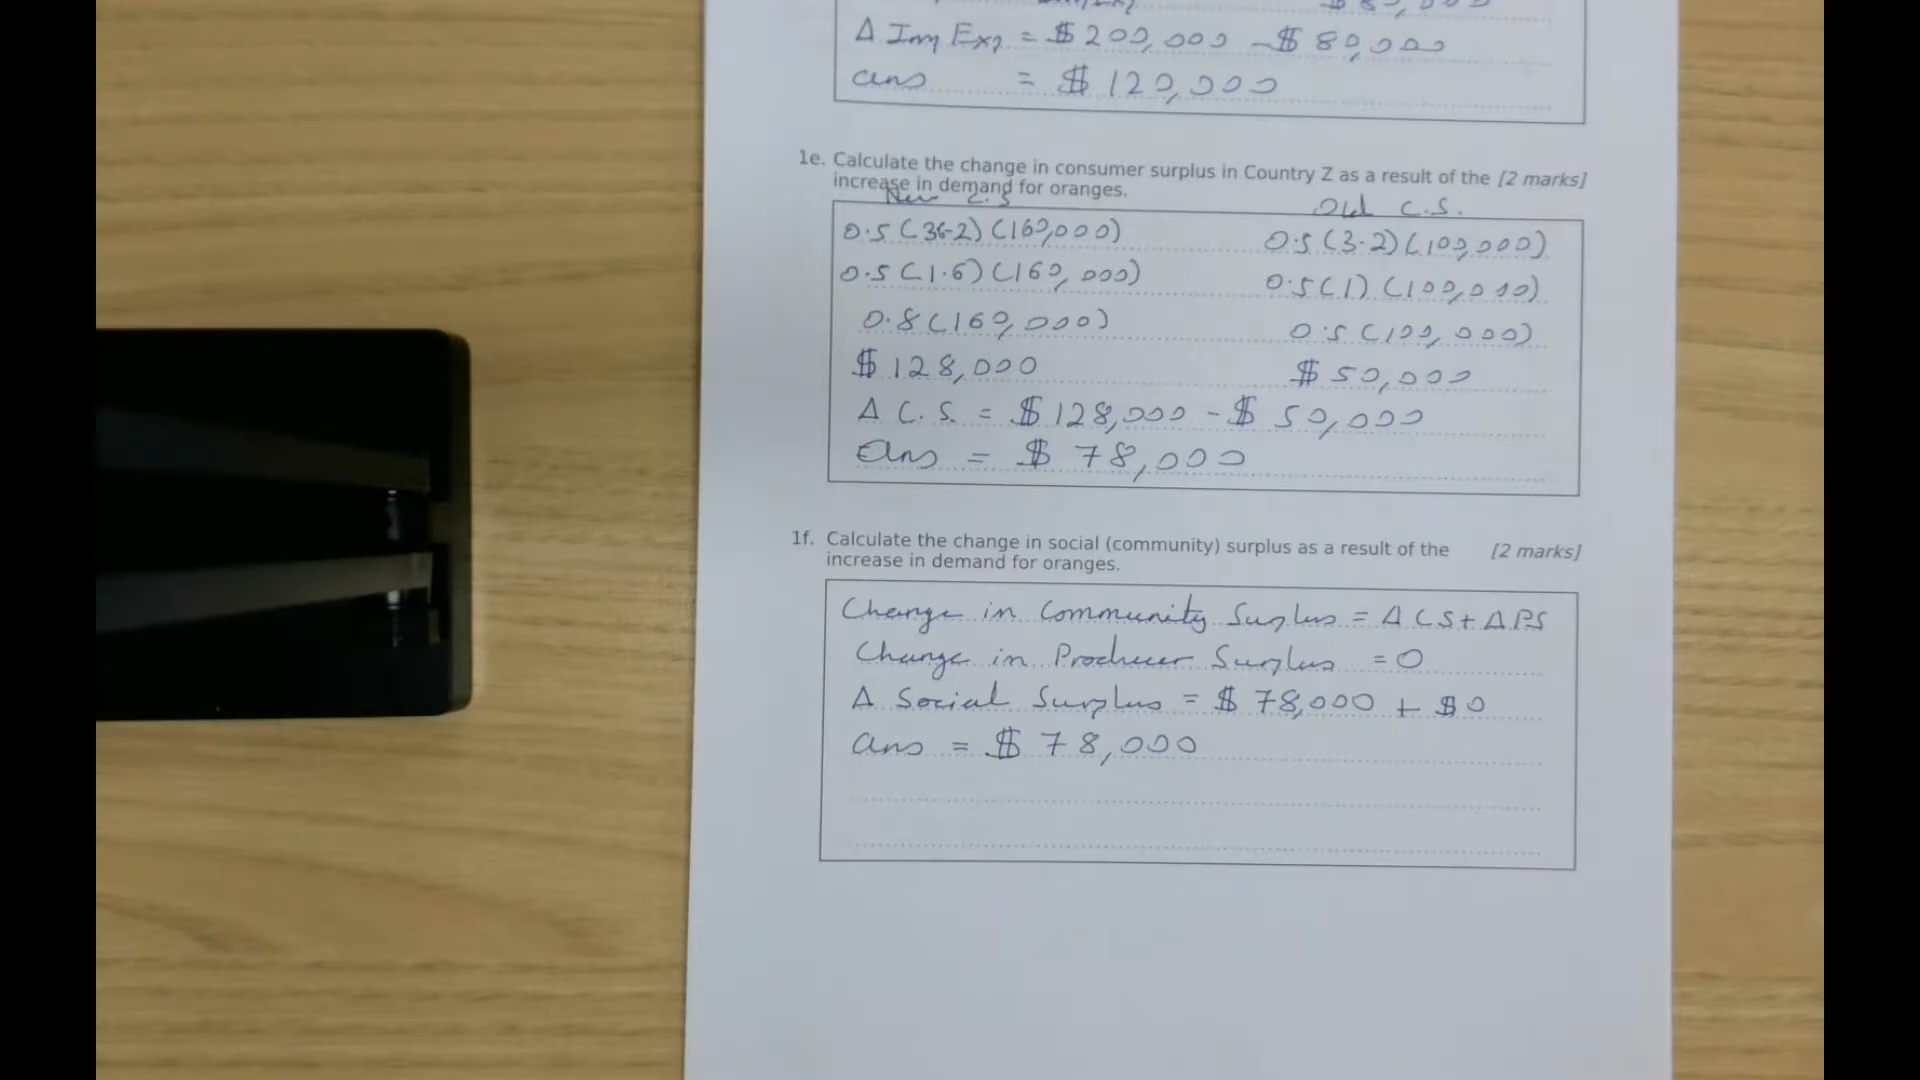 Δ Imp Exp = $ 200,000 - $ 80,000
ans = $ 120,000
1e. Calculate the change in consumer surplus in Country Z as a result of the [2 marks]
increase in demand for oranges.
New C.S Old C.S.
0.5 (36-2) (160,000) 0.5 (3-2) (100,000)
0.5 (1.6) (160,000) 0.5 (1) (100,000)
0.8 (160,000) 0.5 (100,000)
$ 128,000 $ 50,000
Δ C.S. = $ 128,000 - $ 50,000
Ans = $ 78,000
1f. Calculate the change in social (community) surplus as a result of the [2 marks]
increase in demand for oranges.
Change in Community Surplus = Δ CS + Δ PS
Change in Producer Surplus = 0
Δ Social Surplus = $ 78,000 + $0
ans = $ 78,000